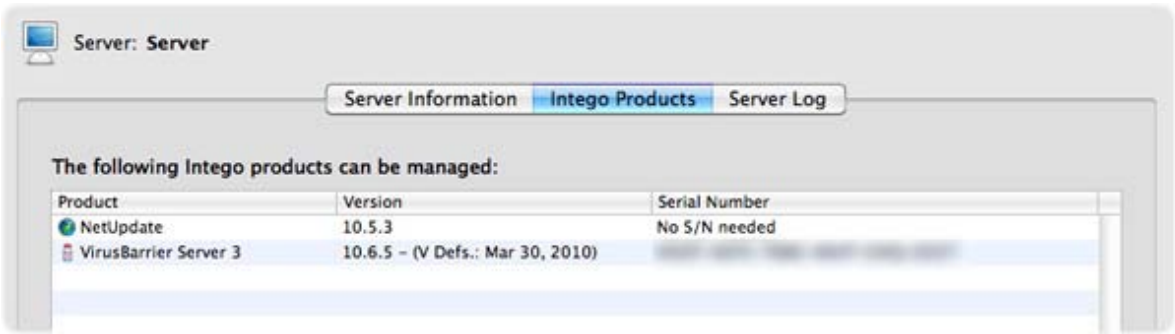 Server: Server
Server Information Intego Products Server Log
The following Intego products can be managed:
Product Version Serial Number
NetUpdate 10.5.3 No S/N needed
VirusBarrier Server 3 10.6.5 – (V Defs.: Mar 30, 2010)